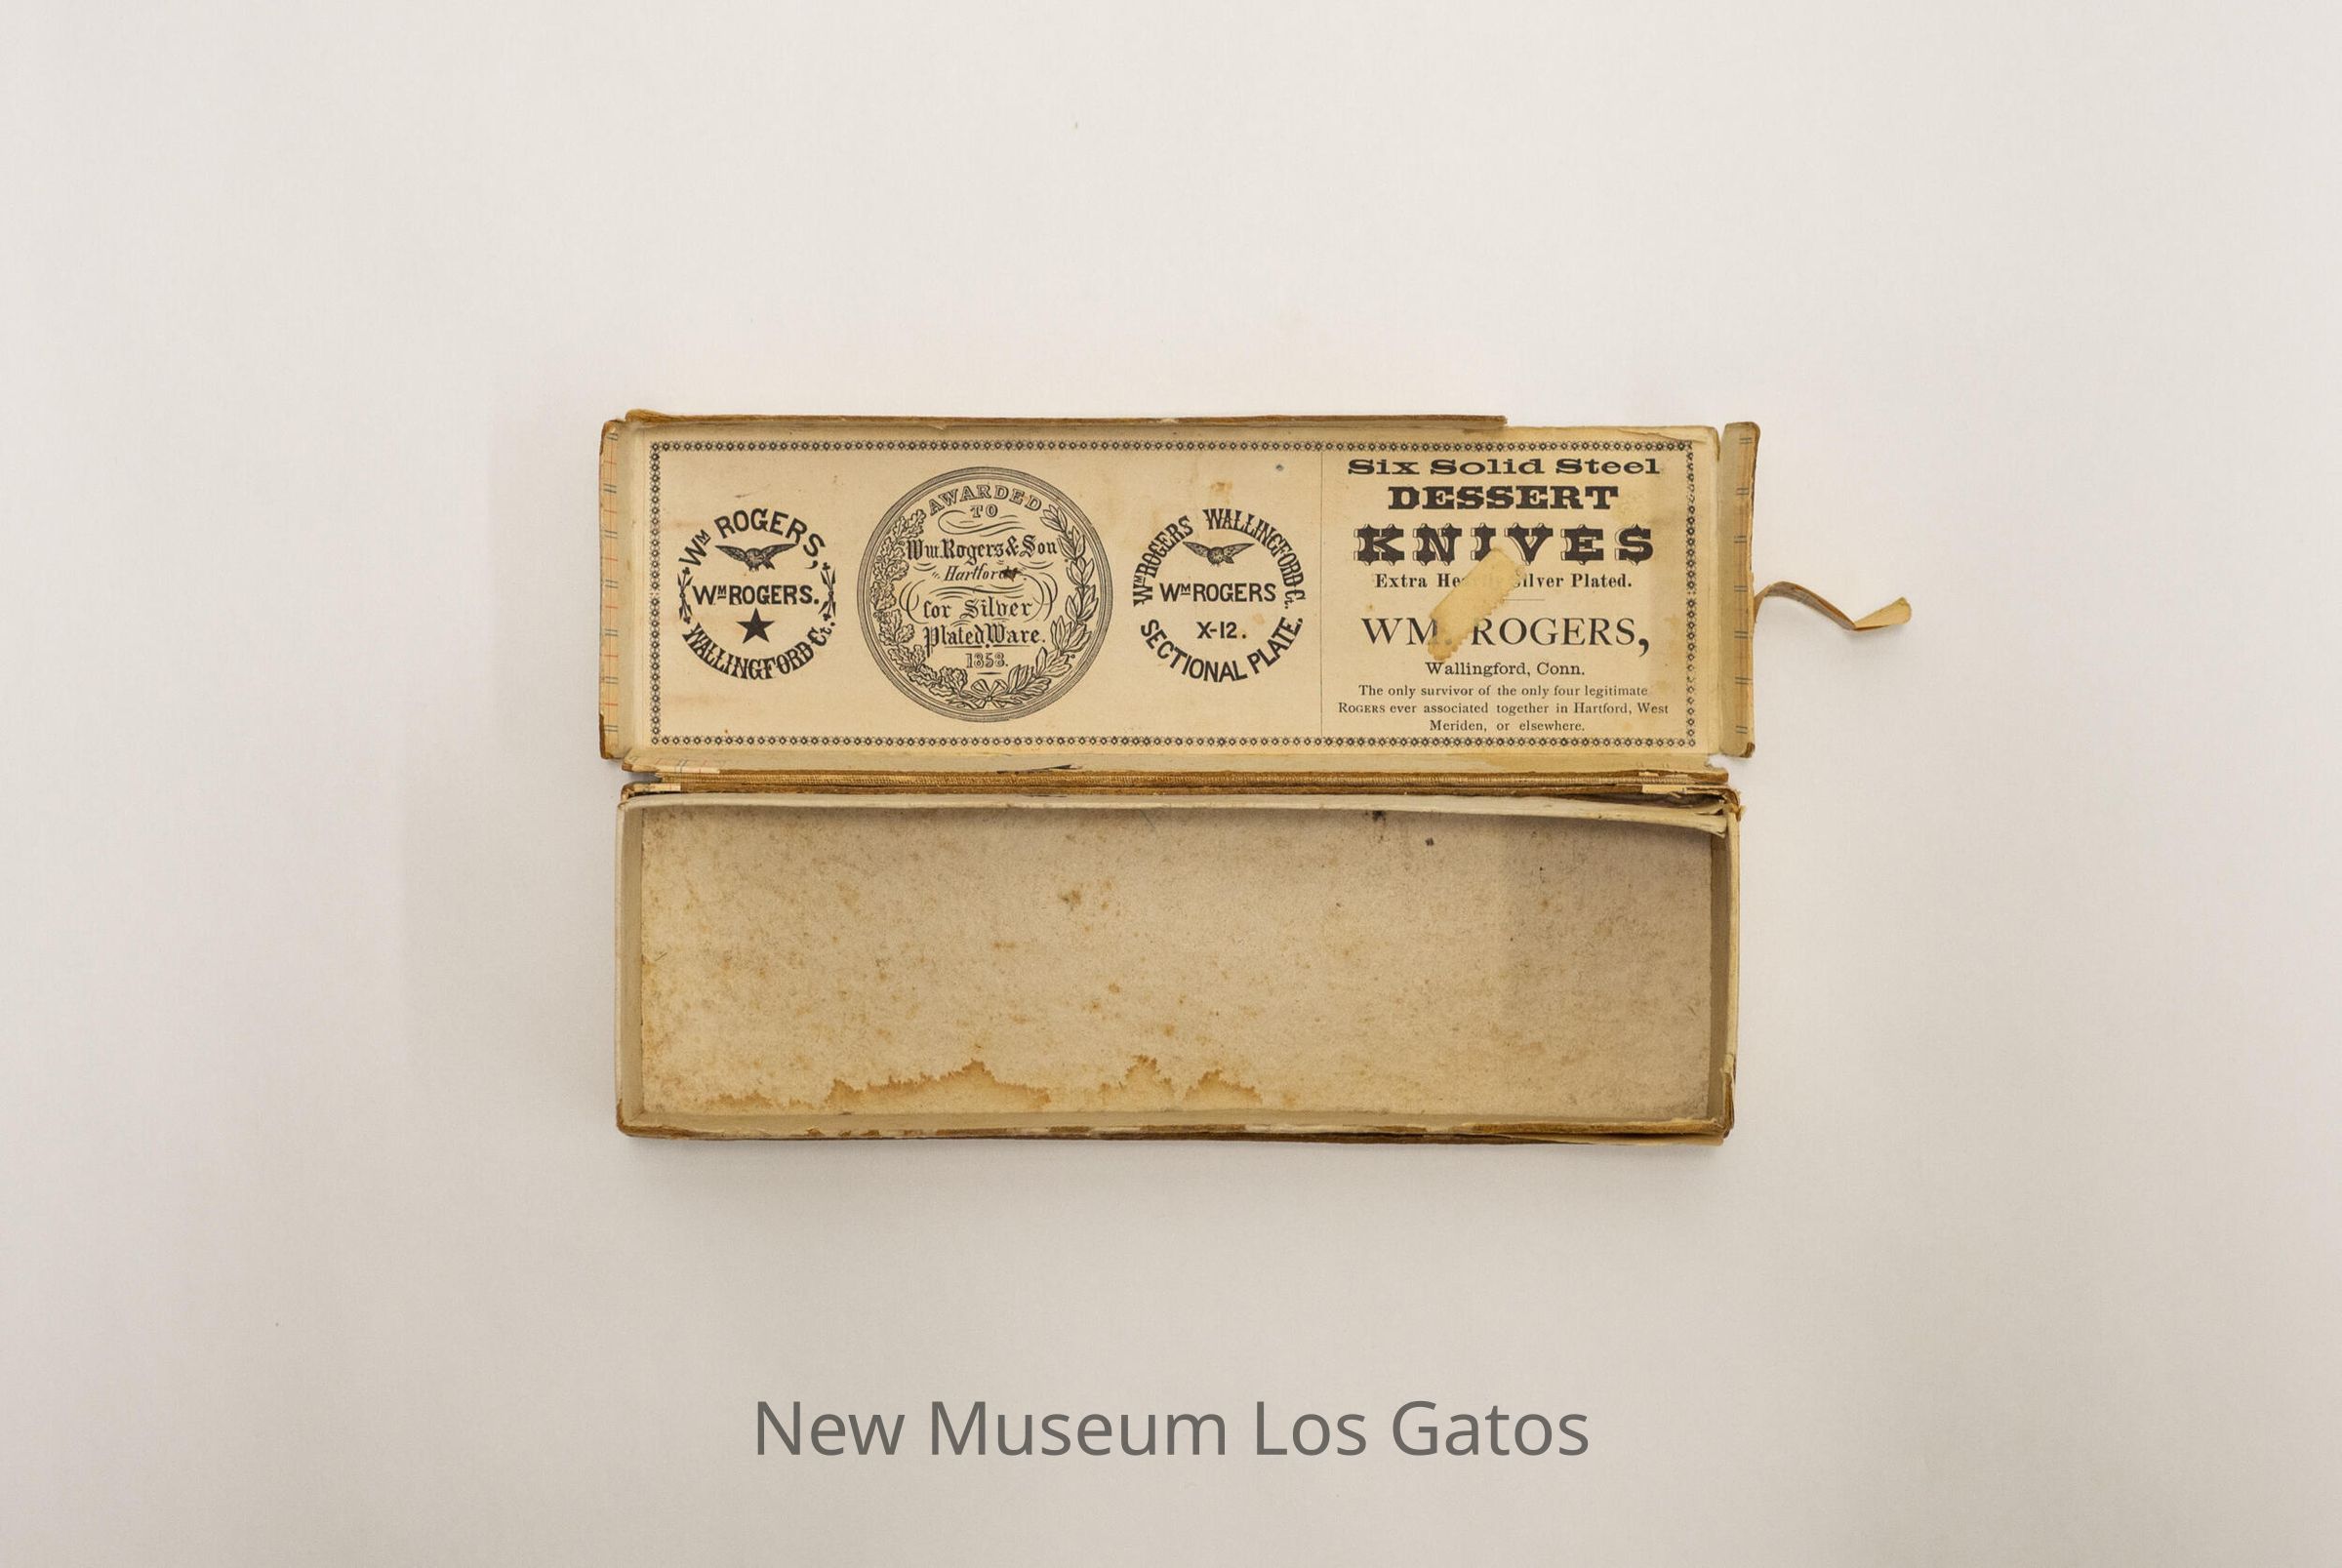 WM ROGERS,
WM ROGERS.
WALLINGFORD Ct.
AWARDED
TO
Wm. Rogers & Son
Hartford
for Silver
Plated Ware.
1853.
WM ROGERS WALLINGFORD Ct.
WM ROGERS
X-12.
SECTIONAL PLATE.
Six Solid Steel
DESSERT
KNIVES
Extra Silver Plated.
WM. ROGERS,
Wallingford, Conn.
The only survivor of the only four legitimate
ROGERS ever associated together in Hartford, West
Meriden, or elsewhere.
New Museum Los Gatos